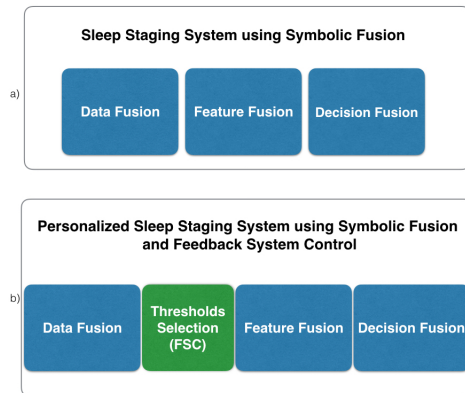 Sleep Staging System using Symbolic Fusion
a)
Data Fusion
Feature Fusion
Decision Fusion
Personalized Sleep Staging System using Symbolic Fusion
and Feedback System Control
b)
Data Fusion
Thresholds
Selection
(FSC)
Feature Fusion
Decision Fusion